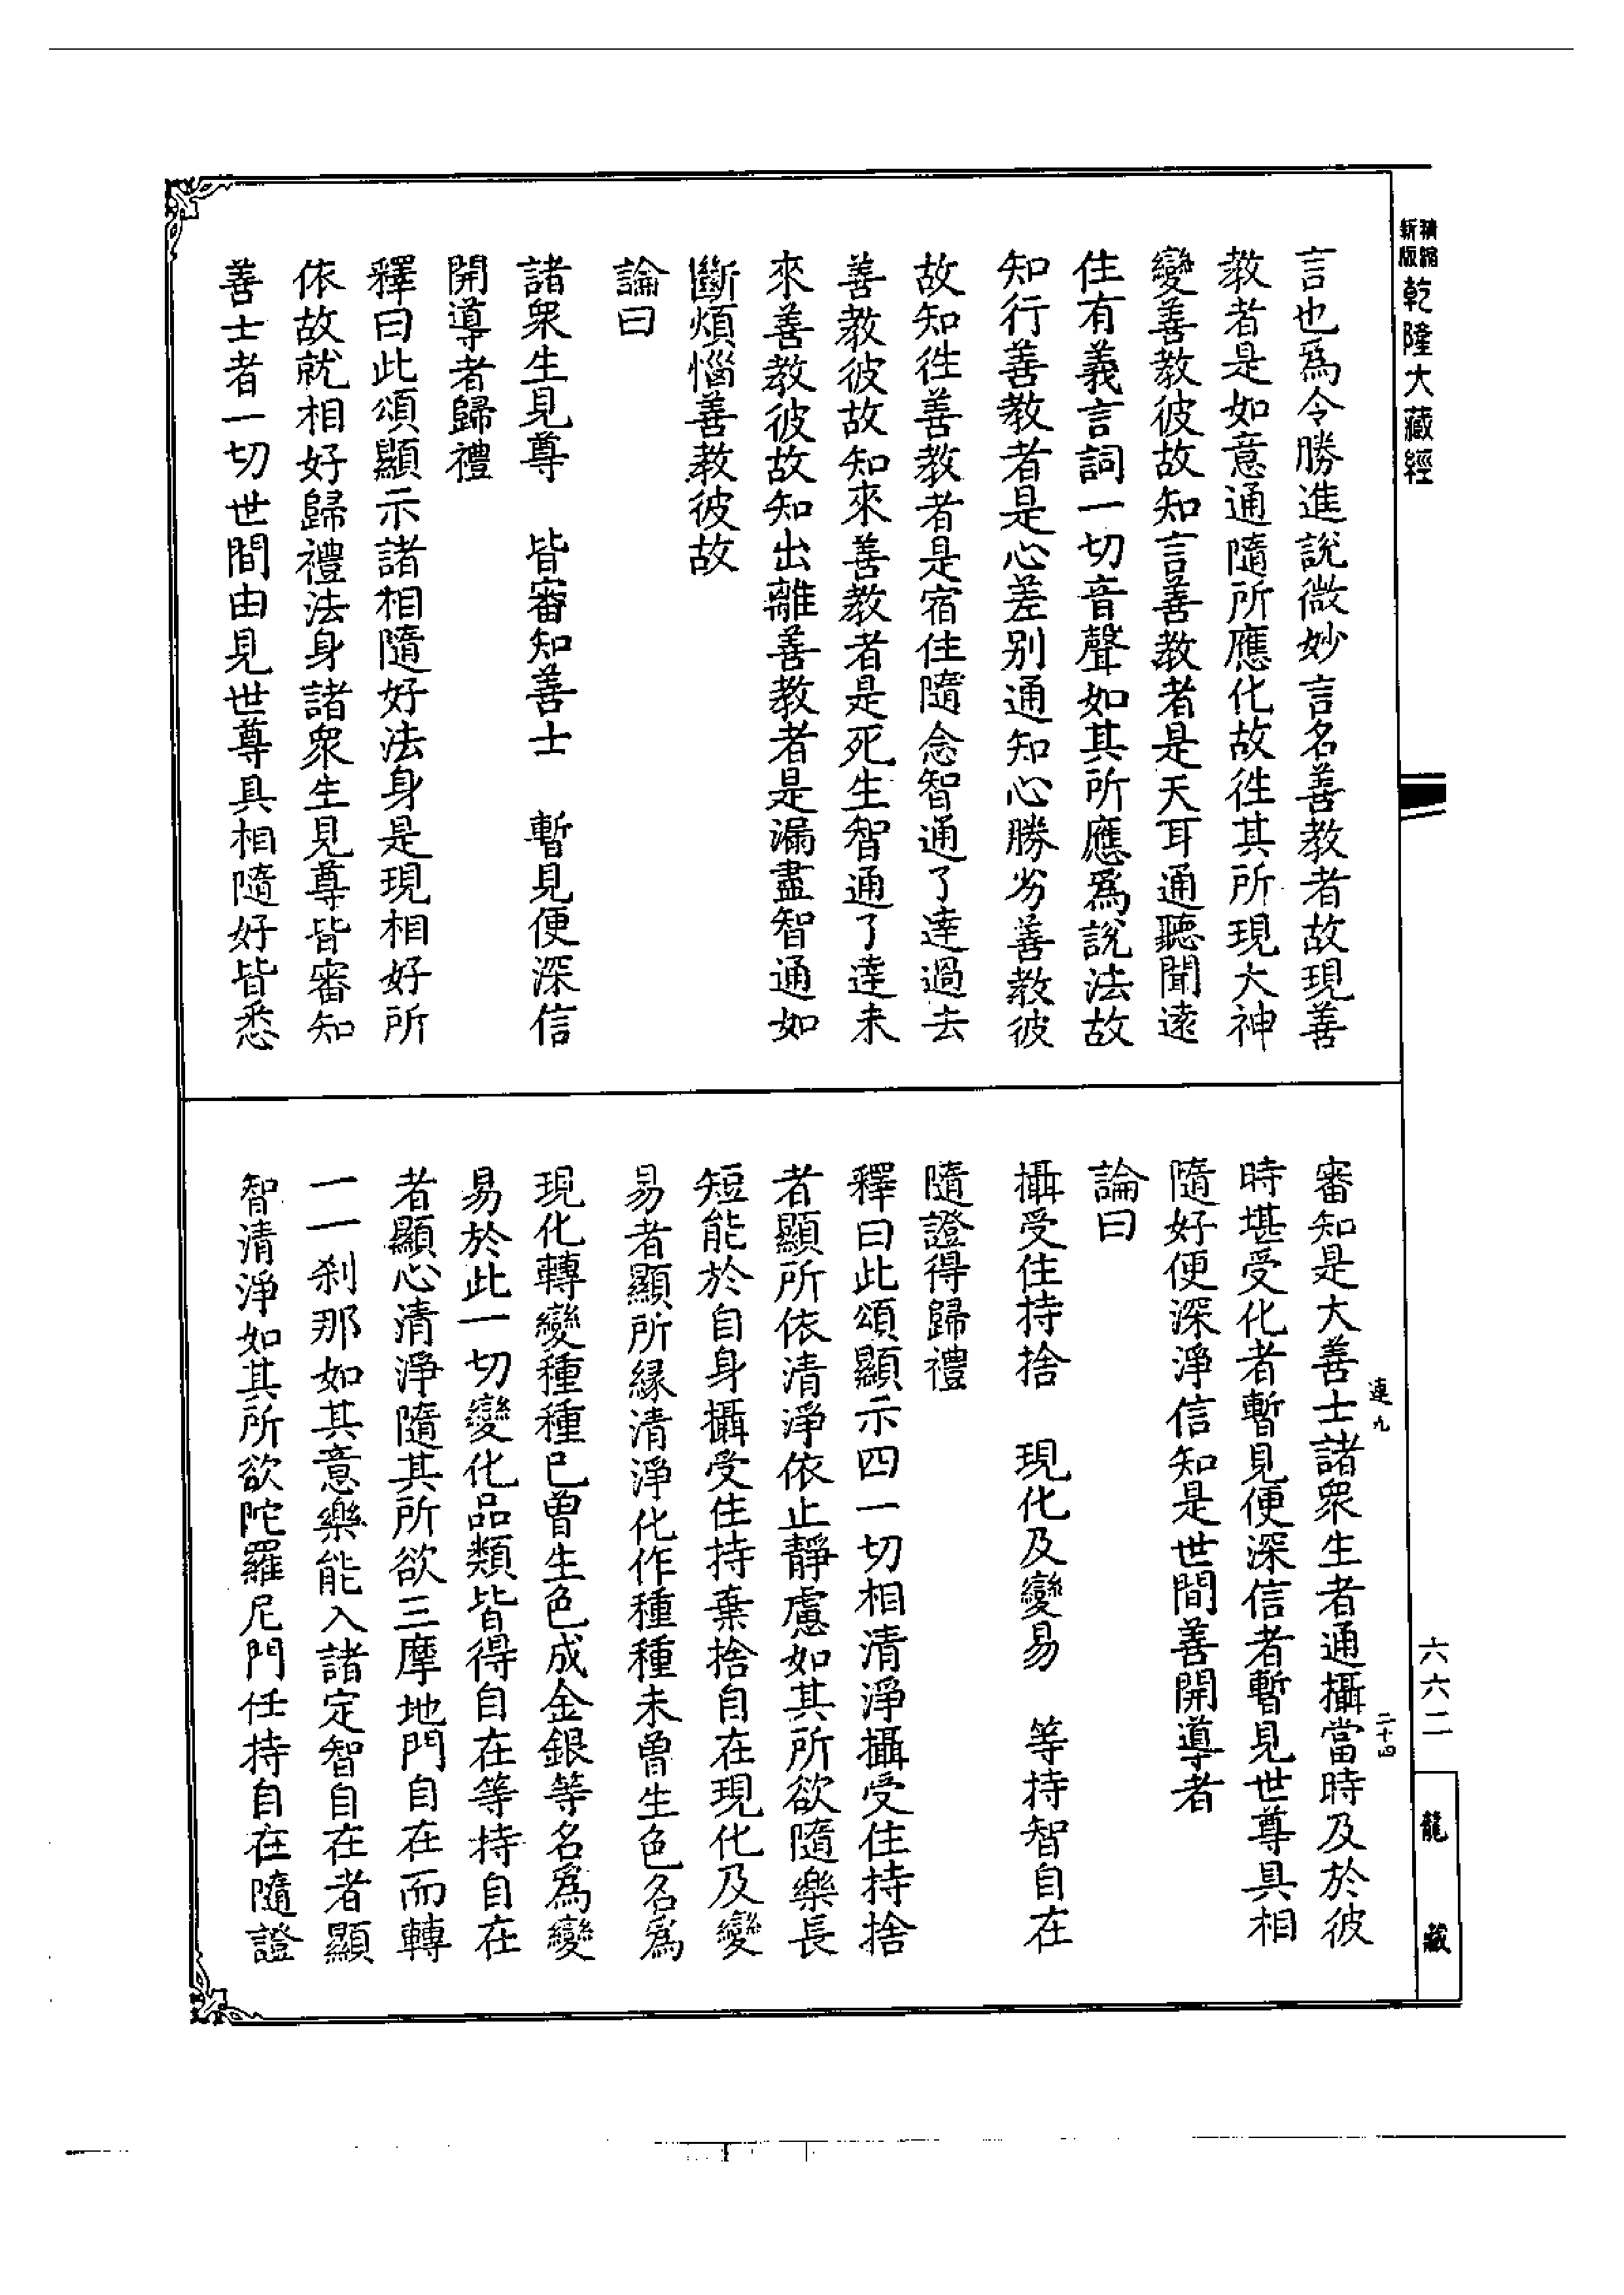 精縮新版乾隆大藏經
言也爲令勝進說微妙言名善教者故現善
教者是如意通隨所應化故徃其所現大神
變善教彼故知言善教者是天耳通聽聞遠
住有義言詞一切音聲如其所應爲說法故
知行善教者是心差别通知心勝劣善教彼
故知徃善教者是宿住隨念智通了達過去
善教彼故知來善教者是死生智通了達未
來善教彼故知出離善教者是漏盡智通如
斷煩惱善教彼故
論曰
諸衆生見尊 皆審知善士 暫見便深信
開導者歸禮
釋曰此頌顯示諸相隨好法身是現相好所
依故就相好歸禮法身諸衆生見尊皆審知
善士者一切世間由見世尊具相隨好皆悉
審知是大善士諸衆生者通攝當時及於彼
時堪受化者暫見便深信者暫見世尊具相
隨好便深淨信知是世間善開導者
論曰
攝受住持捨 現化及變易 等持智自在
隨證得歸禮
釋曰此頌顯示四一切相清淨攝受住持捨
者顯所依清淨依止靜慮如其所欲隨樂長
短能於自身攝受住持棄捨自在現化及變
易者顯所緣清淨化作種種未曾生色名爲
現化轉變種種已曾生色成金銀等名爲變
易於此一切變化品類皆得自在等持自在
者顯心清淨隨其所欲三摩地門自在而轉
一一刹那如其意樂能入諸定智自在者顯
智清淨如其所欲陀羅尼門任持自在隨證
連九
二十四
六六二
龍藏